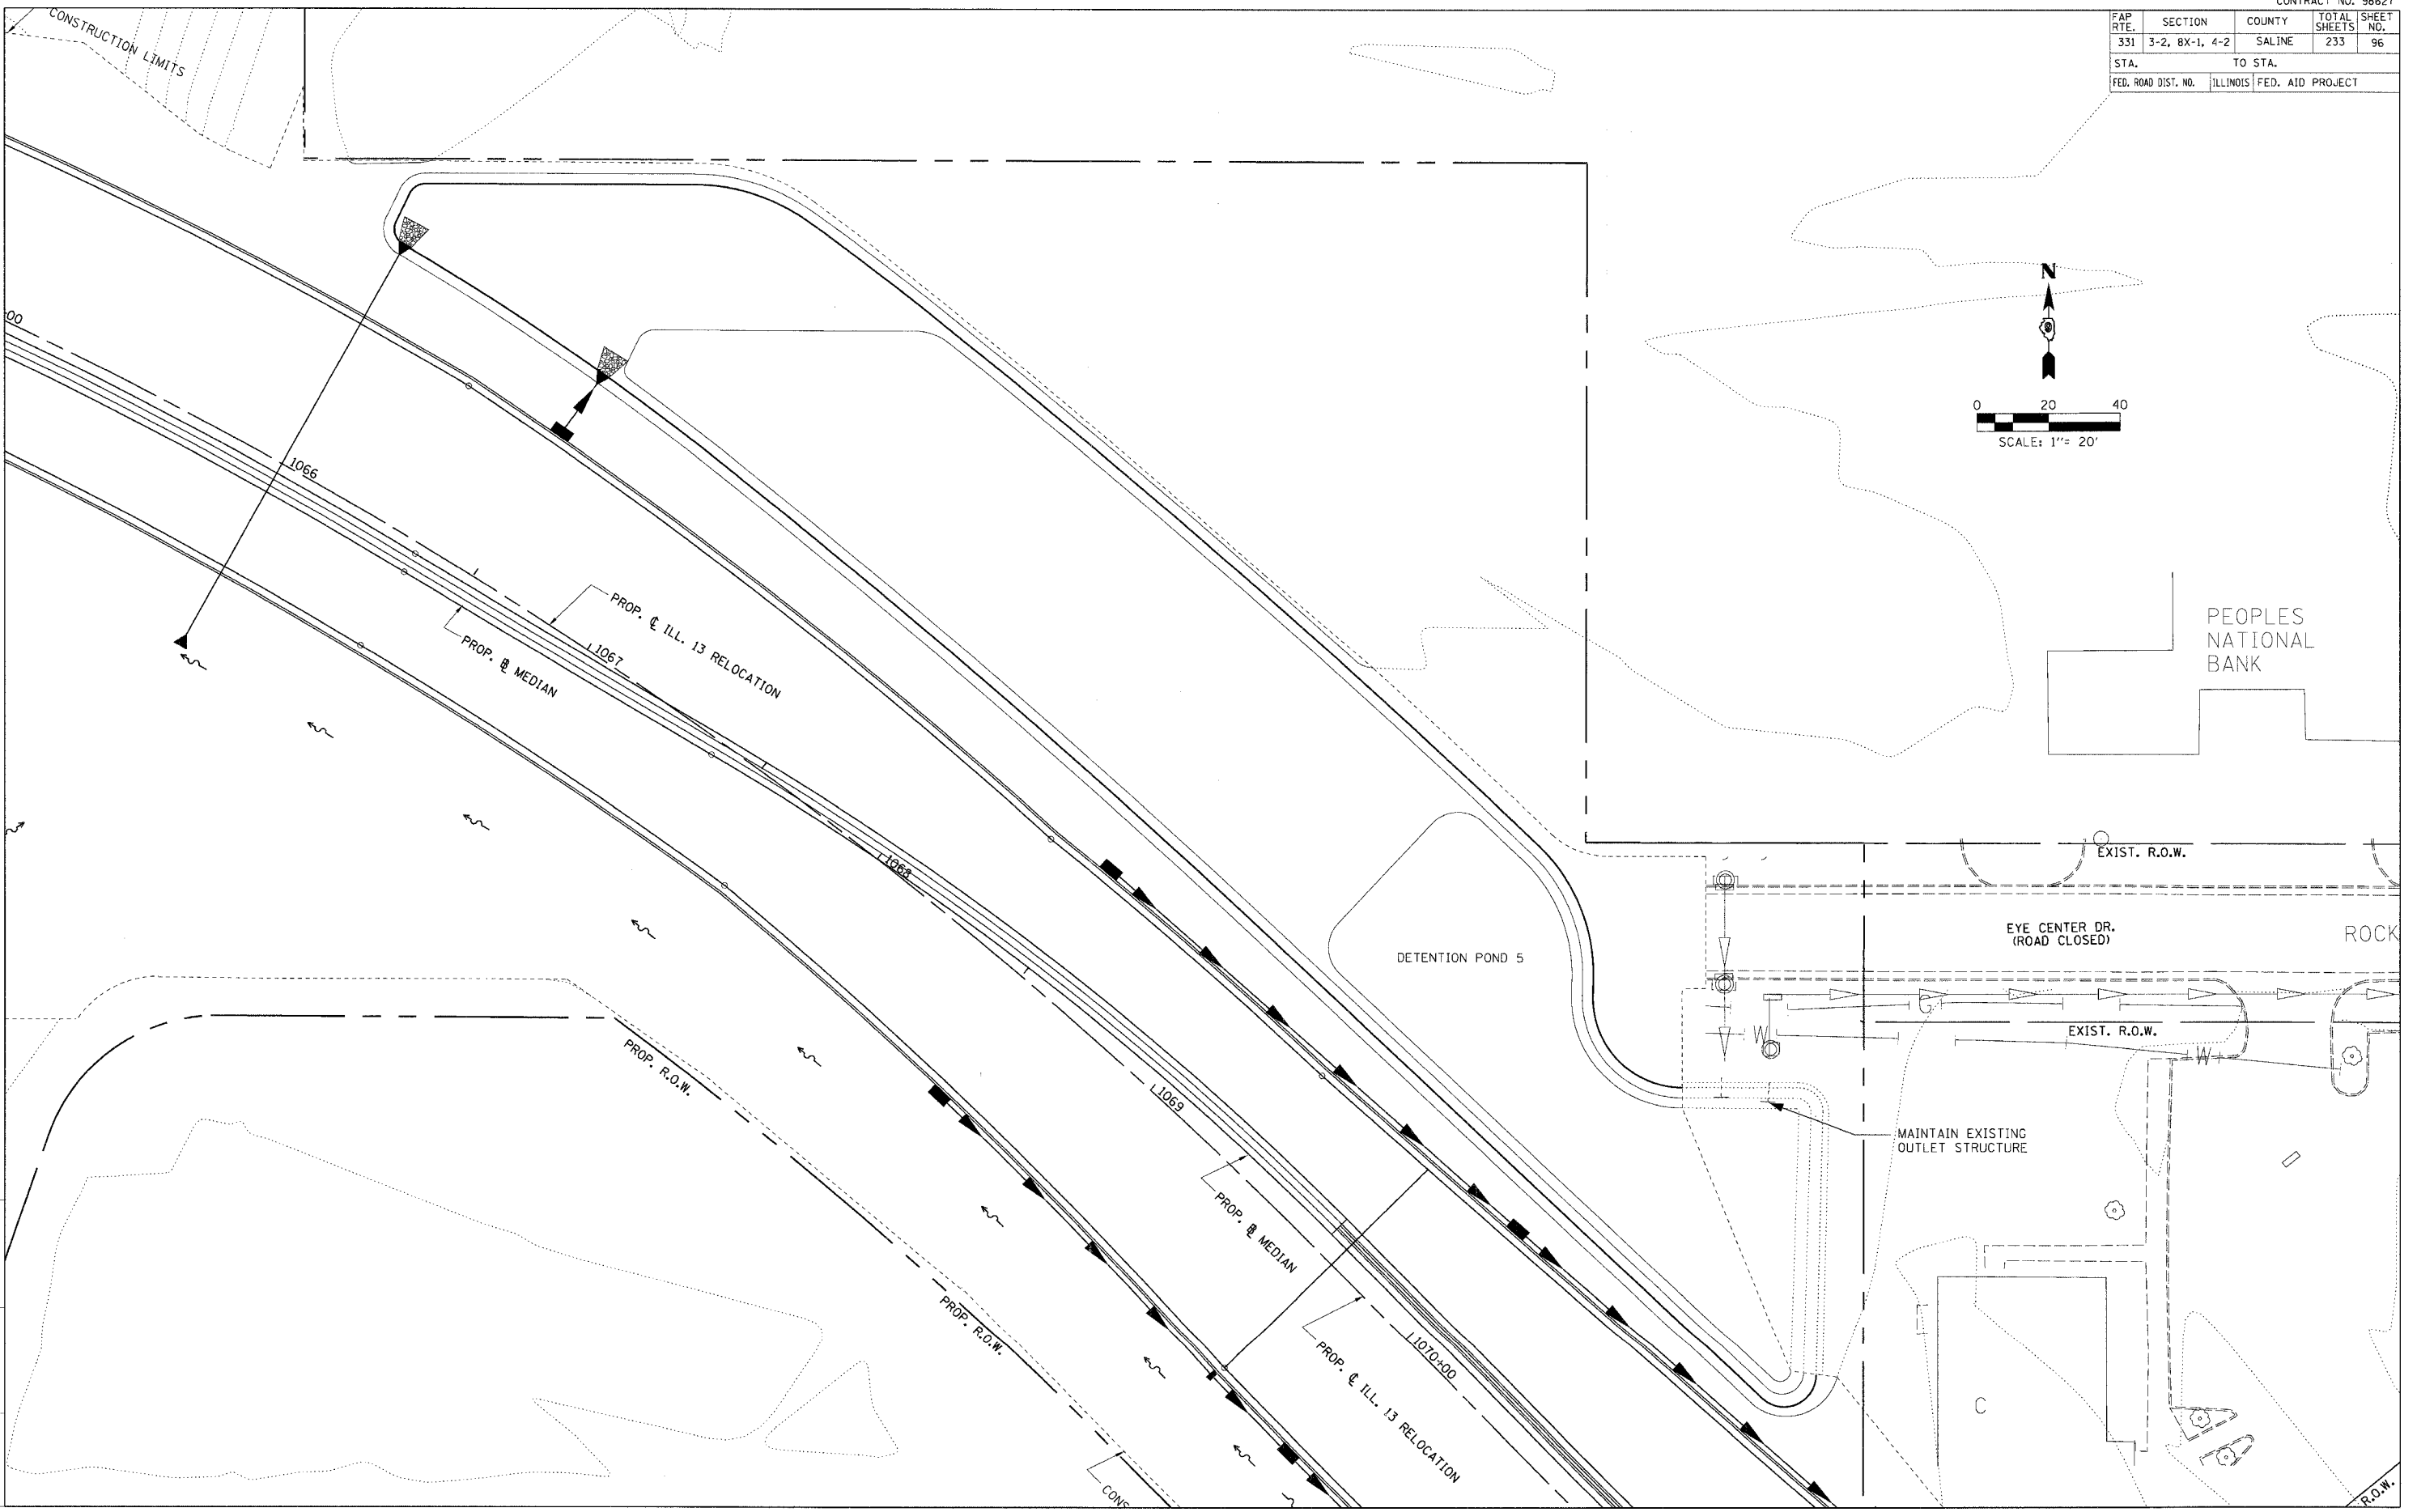 CONTRACT NO. 98627
FAP RTE.
SECTION
COUNTY
TOTAL SHEETS
SHEET NO.
331
3-2, 8X-1, 4-2
SALINE
233
96
STA.
TO STA.
FED. ROAD DIST. NO.
ILLINOIS
FED. AID PROJECT
CONSTRUCTION LIMITS
N
0
20
40
SCALE: 1"= 20'
00
1066
PROP. ℄ ILL. 13 RELOCATION
1067
PROP. ⅊ MEDIAN
PEOPLES
NATIONAL
BANK
1068
EXIST. R.O.W.
EYE CENTER DR.
(ROAD CLOSED)
ROCK
DETENTION POND 5
G
W
EXIST. R.O.W.
W
PROP. R.O.W.
1069
MAINTAIN EXISTING
OUTLET STRUCTURE
PROP. ⅊ MEDIAN
PROP. R.O.W.
1070+00
PROP. ℄ ILL. 13 RELOCATION
C
CONS
R.O.W.